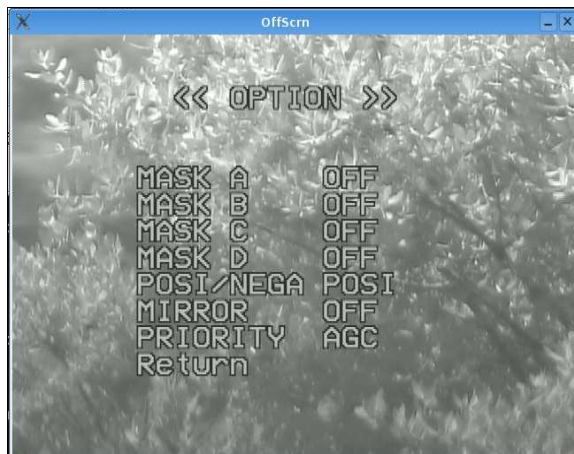 OffScrn
<< OPTION >>
MASK A OFF
MASK B OFF
MASK C OFF
MASK D OFF
POSI/NEGA POSI
MIRROR OFF
PRIORITY AGC
Return